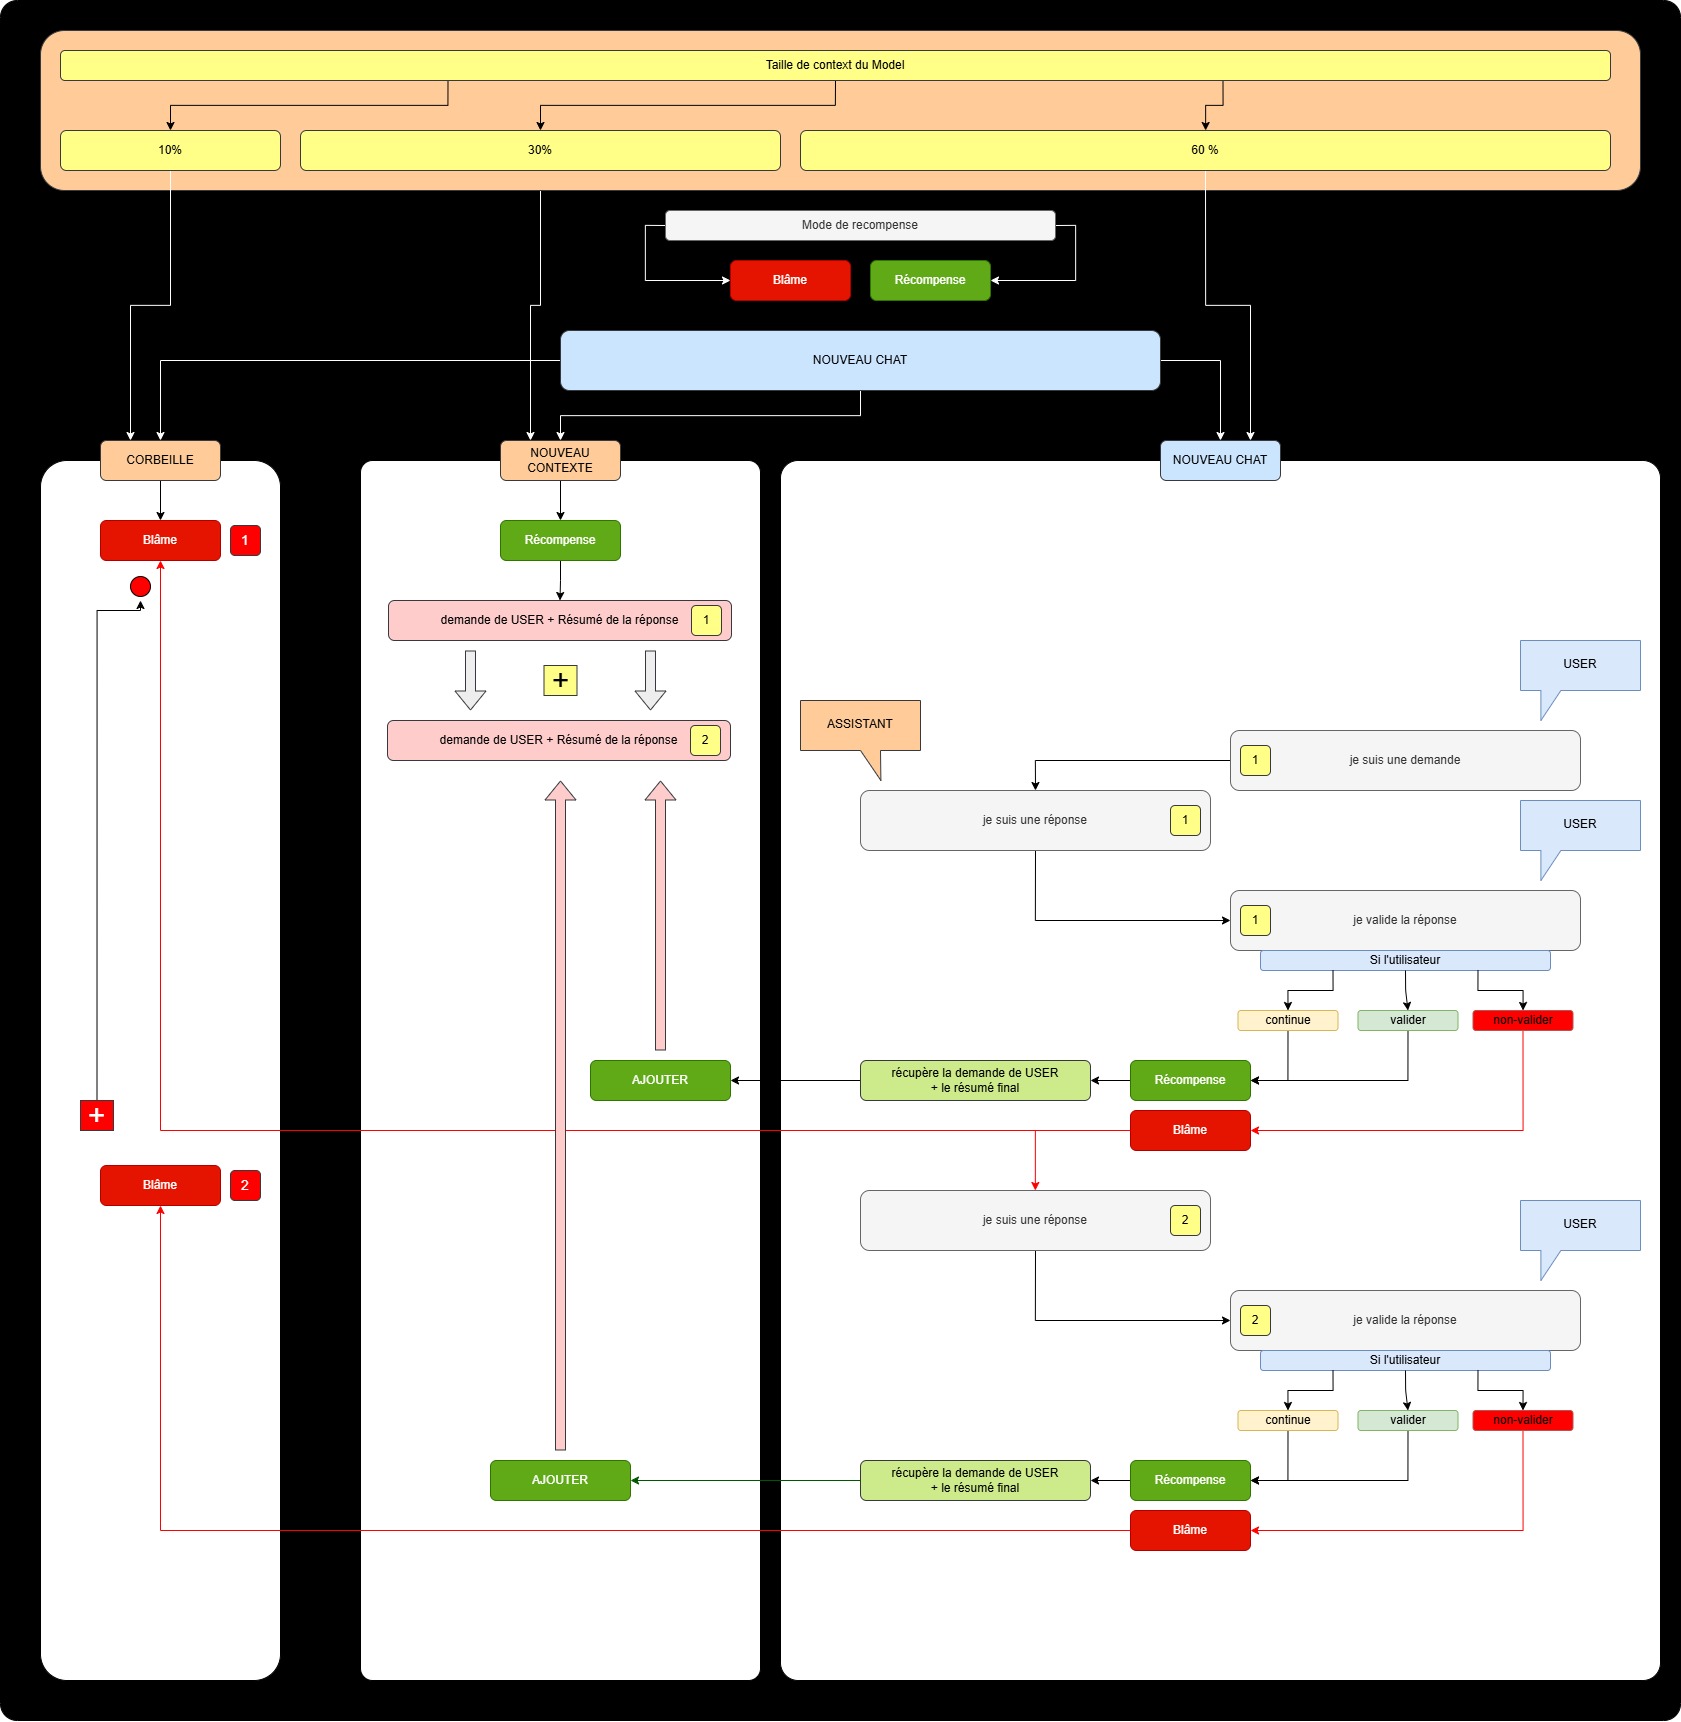 Taille de context du Model
10%
30%
60 %
Mode de recompense
Blâme
Récompense
NOUVEAU CHAT
CORBEILLE
NOUVEAU
CONTEXTE
NOUVEAU CHAT
Blâme
1
Récompense
demande de USER + Résumé de la réponse
1
+
demande de USER + Résumé de la réponse
2
USER
ASSISTANT
1
je suis une demande
je suis une réponse
1
USER
1
je valide la réponse
Si l'utilisateur
continue
valider
non-valider
AJOUTER
récupère la demande de USER
+ le résumé final
Récompense
+
Blâme
Blâme
2
je suis une réponse
2
USER
2
je valide la réponse
Si l'utilisateur
continue
valider
non-valider
AJOUTER
récupère la demande de USER
+ le résumé final
Récompense
Blâme